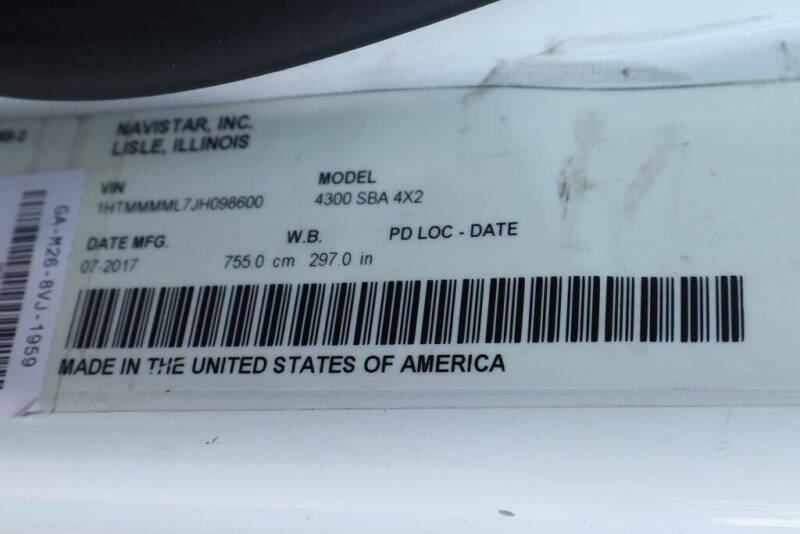 NAVISTAR, INC.
LISLE, ILLINOIS
VIN MODEL
1HTMMMML7JH098600 4300 SBA 4X2
DATE MFG. W.B. PD LOC - DATE
07-2017 755.0 cm 297.0 in
MADE IN THE UNITED STATES OF AMERICA
GA-M26-8VJ-1959